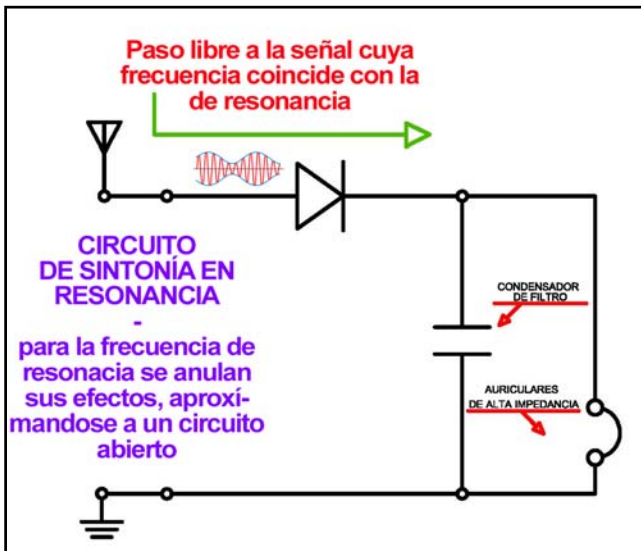 Paso libre a la señal cuya
frecuencia coincide con la
de resonancia
CIRCUITO
DE SINTONÍA EN
RESONANCIA
-
para la frecuencia de
resonacia se anulan
sus efectos, aproxí-
mandose a un circuito
abierto
CONDENSADOR
DE FILTRO
AURICULARES
DE ALTA IMPEDANCIA